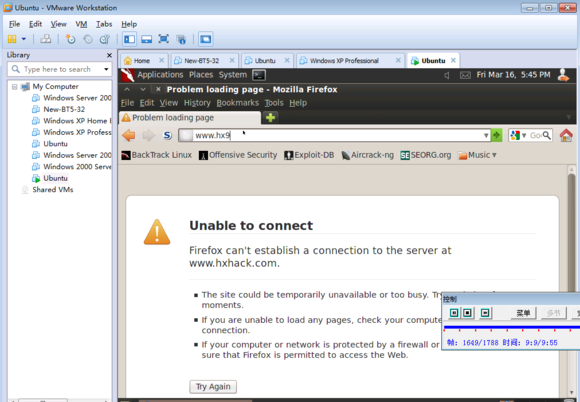 Ubuntu - VMware Workstation
File Edit View VM Tabs Help
Library
Type here to search
My Computer
Windows Server 200
New-BT5-32
Windows XP Home I
Windows XP Profess
Ubuntu
Windows Server 200
Windows 2000 Serve
Ubuntu
Shared VMs
Home New-BT5-32 Ubuntu Windows XP Professional Ubuntu
Applications Places System Fri Mar 16, 5:45 PM
Problem loading page - Mozilla Firefox
File Edit View History Bookmarks Tools Help
Problem loading page
www.hx9
BackTrack Linux Offensive Security Exploit-DB Aircrack-ng SEORG.org Music
Unable to connect
Firefox can't establish a connection to the server at
www.hxhack.com.
The site could be temporarily unavailable or too busy. Try
moments.
If you are unable to load any pages, check your compute
connection.
If your computer or network is protected by a firewall or
sure that Firefox is permitted to access the Web.
Try Again
控制
菜单 多节
帧: 1649/1788 时间: 9:9/9:55